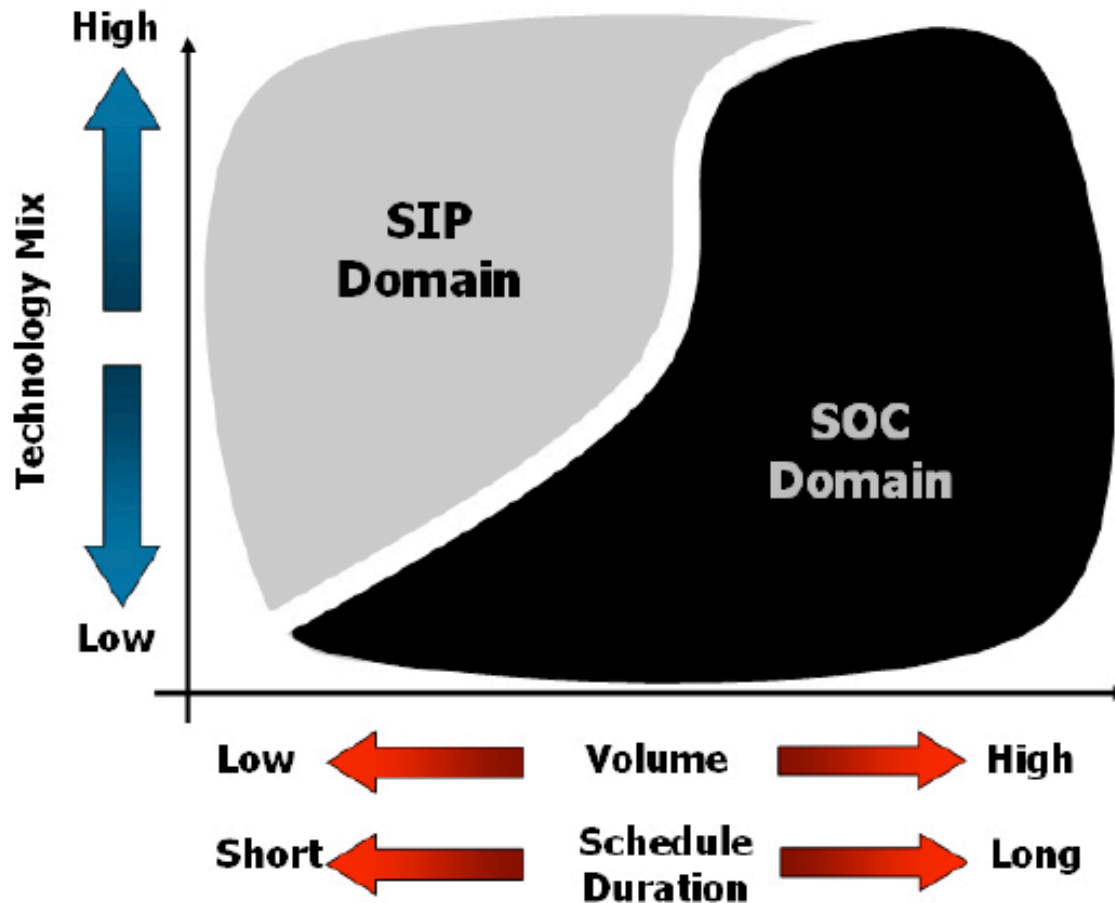 High
Technology Mix
Low
SIP
Domain
SOC
Domain
Low Volume High
Short Schedule Duration Long